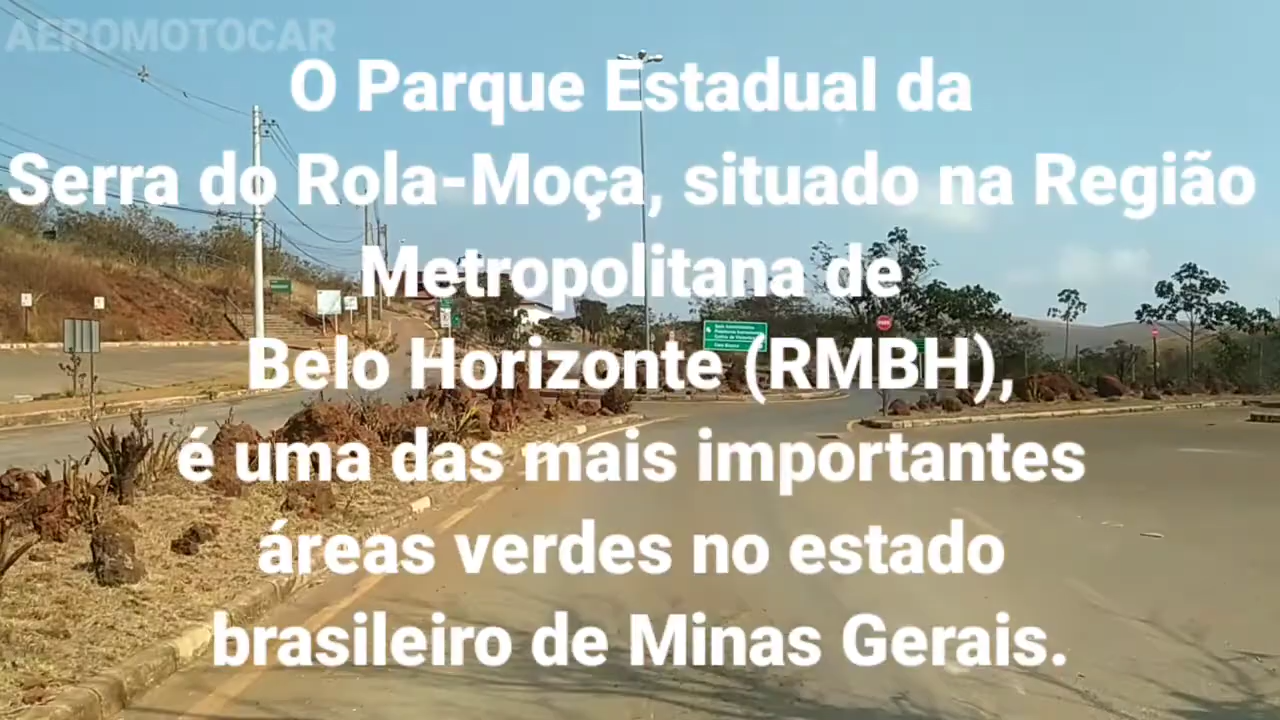 AEROMOTOCAR
O Parque Estadual da
Serra do Rola-Moça, situado na Região
Metropolitana de
Belo Horizonte (RMBH),
é uma das mais importantes
áreas verdes no estado
brasileiro de Minas Gerais.